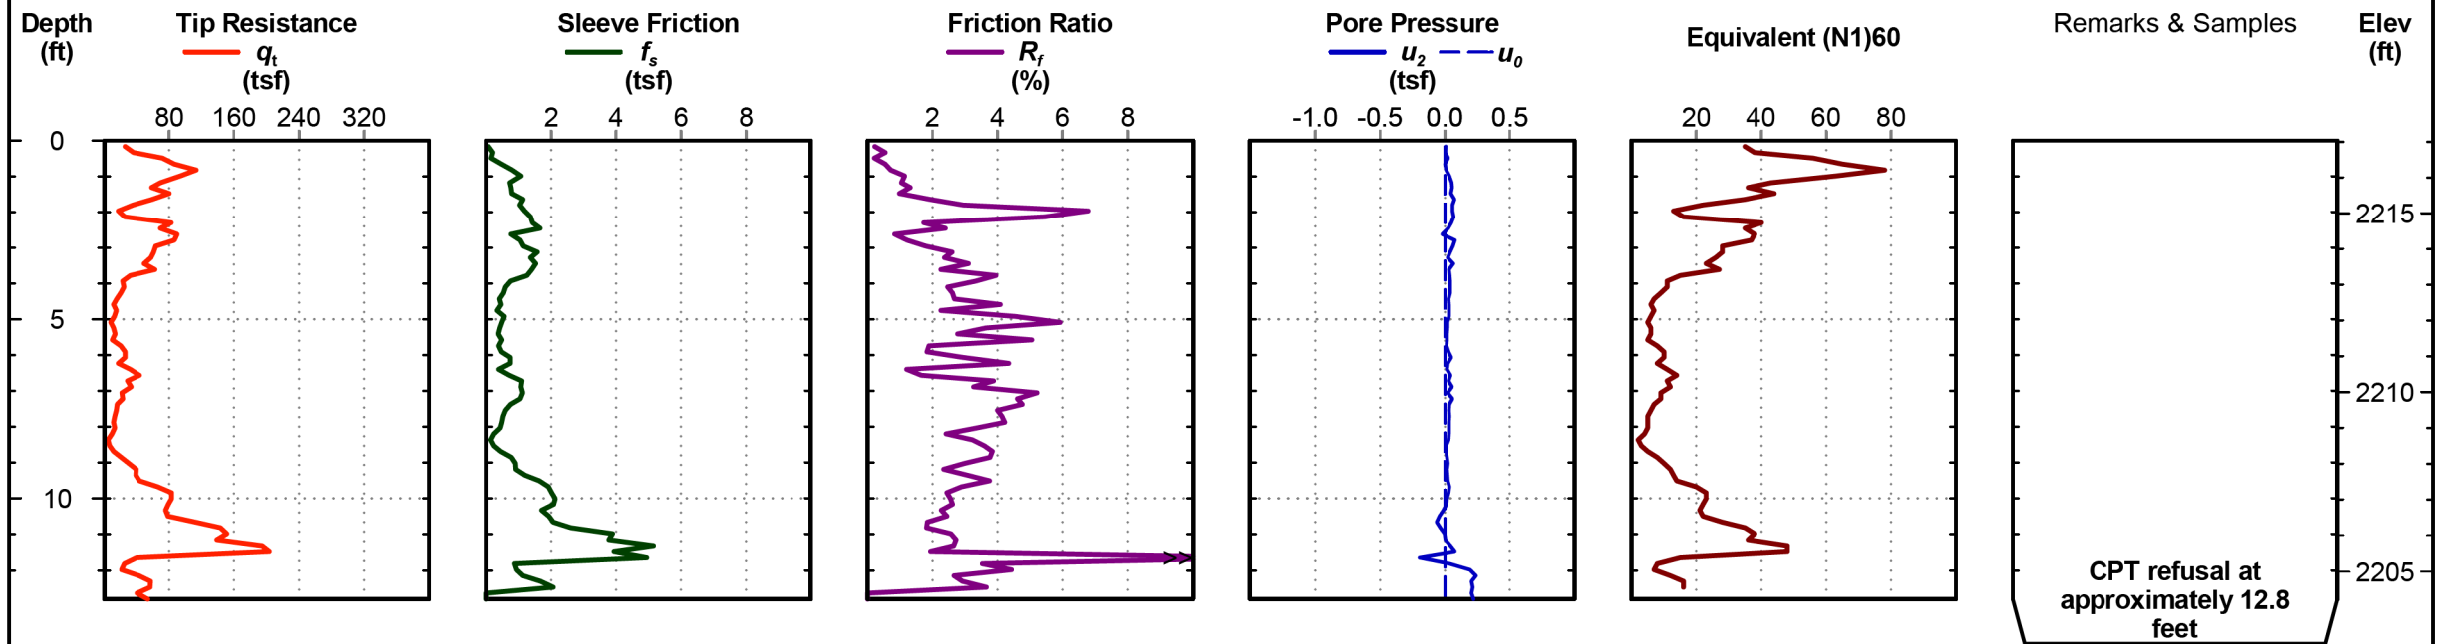 Depth
(ft)
Tip Resistance
qt
(tsf)
Sleeve Friction
fs
(tsf)
Friction Ratio
Rf
(%)
Pore Pressure
u2 u0
(tsf)
Equivalent (N1)60
Remarks & Samples
Elev
(ft)
80 160 240 320
2 4 6 8
2 4 6 8
-1.0 -0.5 0.0 0.5
20 40 60 80
0
5
10
2215
2210
2205
CPT refusal at
approximately 12.8
feet